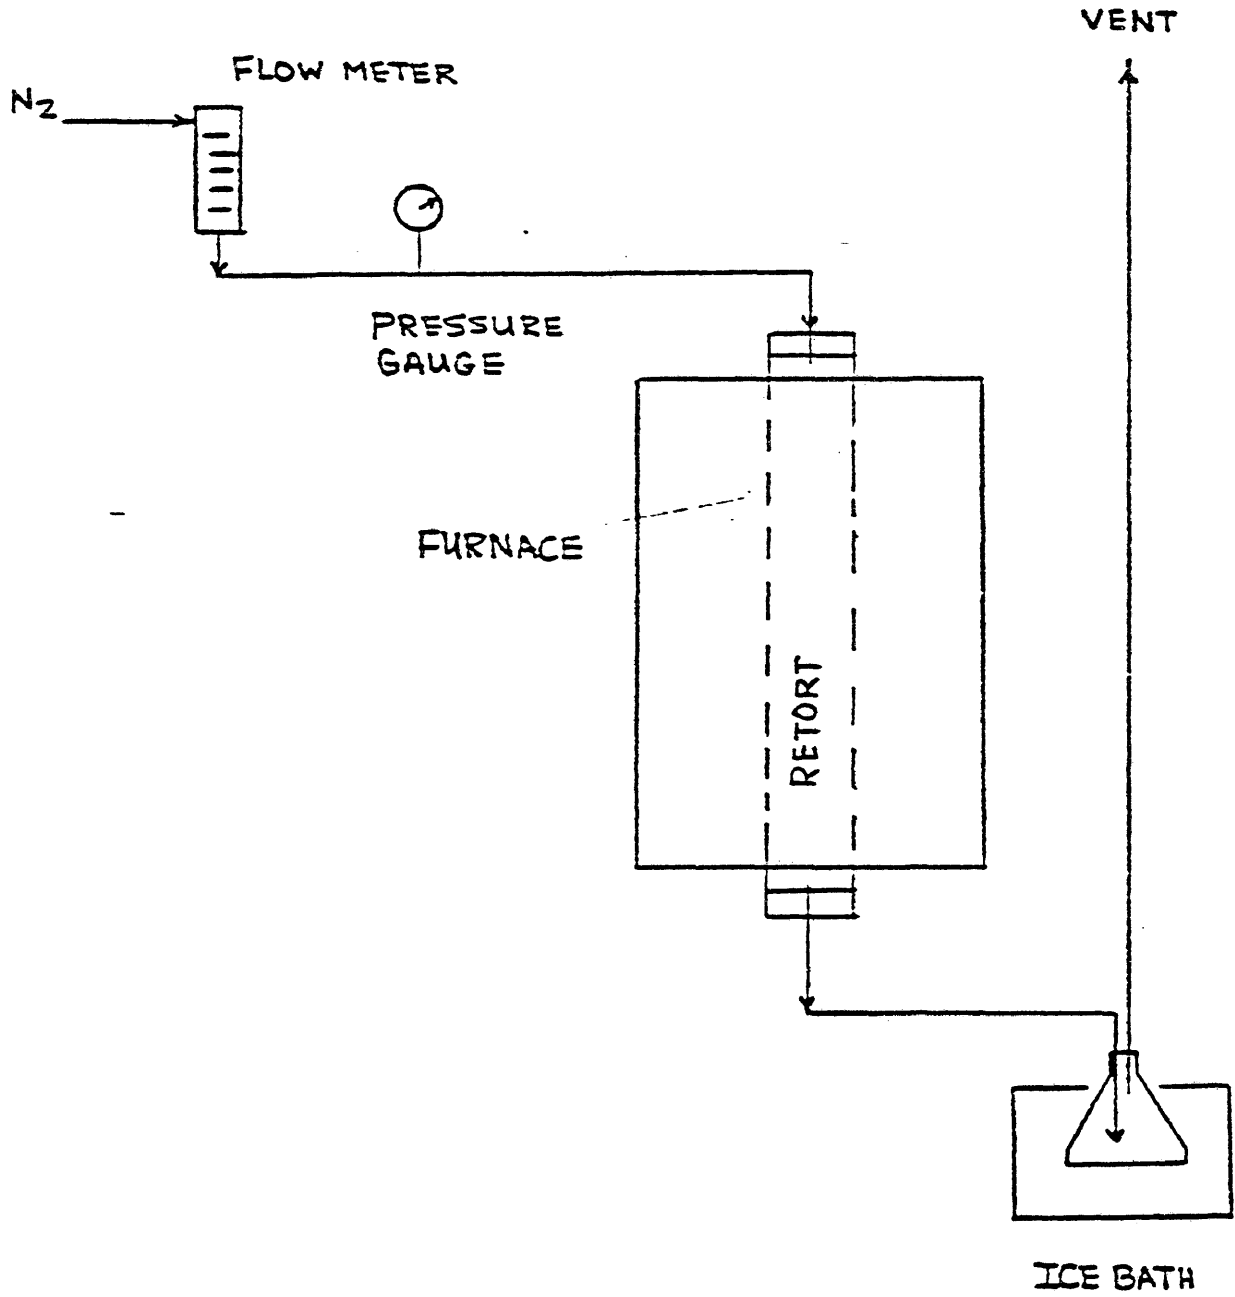 VENT
FLOW METER
N2
PRESSURE
GAUGE
FURNACE
RETORT
ICE BATH